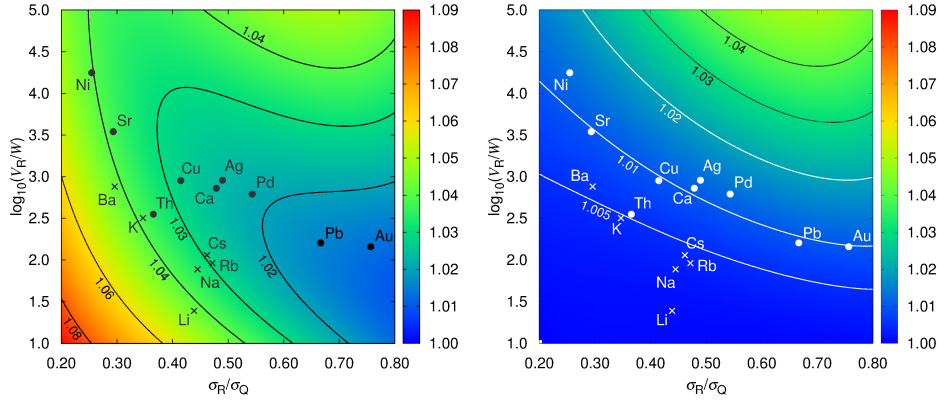 5.0
4.5
4.0
3.5
3.0
2.5
2.0
1.5
1.0
log10(VR/W)
0.20 0.30 0.40 0.50 0.60 0.70 0.80
σR/σQ
1.04
Ni
Sr
Cu
Ag
Ca
Pd
Ba
Th
K
1.03
Cs
Rb
Na
Li
1.04
1.02
Pb
Au
1.06
1.08
1.09
1.08
1.07
1.06
1.05
1.04
1.03
1.02
1.01
1.00
5.0
4.5
4.0
3.5
3.0
2.5
2.0
1.5
1.0
log10(VR/W)
0.20 0.30 0.40 0.50 0.60 0.70 0.80
σR/σQ
1.04
1.03
1.02
1.01
1.005
Ni
Sr
Cu
Ag
Ca
Pd
Ba
Th
K
Cs
Rb
Na
Li
Pb
Au
1.09
1.08
1.07
1.06
1.05
1.04
1.03
1.02
1.01
1.00